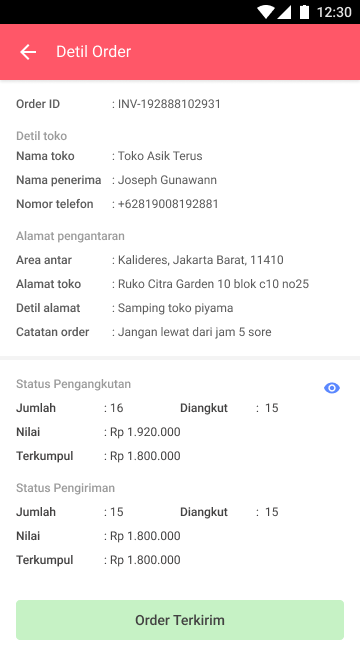 12:30
Detil Order
Order ID : INV-192888102931
Detil toko
Nama toko : Toko Asik Terus
Nama penerima : Joseph Gunawann
Nomor telefon : +62819008192881
Alamat pengantaran
Area antar : Kalideres, Jakarta Barat, 11410
Alamat toko : Ruko Citra Garden 10 blok c10 no25
Detil alamat : Samping toko piyama
Catatan order : Jangan lewat dari jam 5 sore
Status Pengangkutan
Jumlah : 16 Diangkut : 15
Nilai : Rp 1.920.000
Terkumpul : Rp 1.800.000
Status Pengiriman
Jumlah : 15 Diangkut : 15
Nilai : Rp 1.800.000
Terkumpul : Rp 1.800.000
Order Terkirim